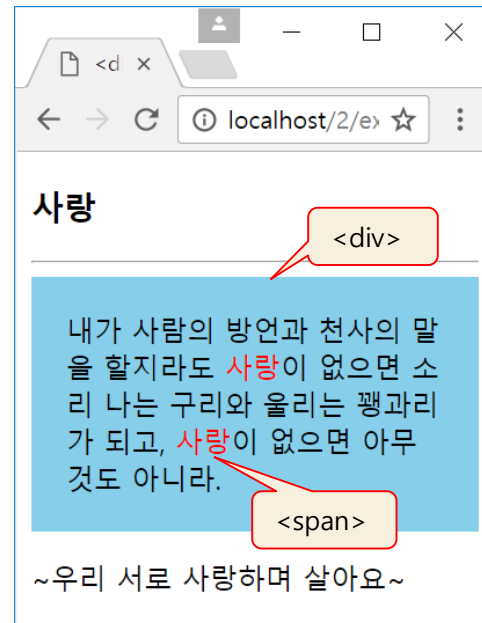 <d
localhost/2/ex
사랑
<div>
내가 사람의 방언과 천사의 말
을 할지라도 사랑이 없으면 소
리 나는 구리와 울리는 꽹과리
가 되고, 사랑이 없으면 아무
것도 아니라.
<span>
~우리 서로 사랑하며 살아요~